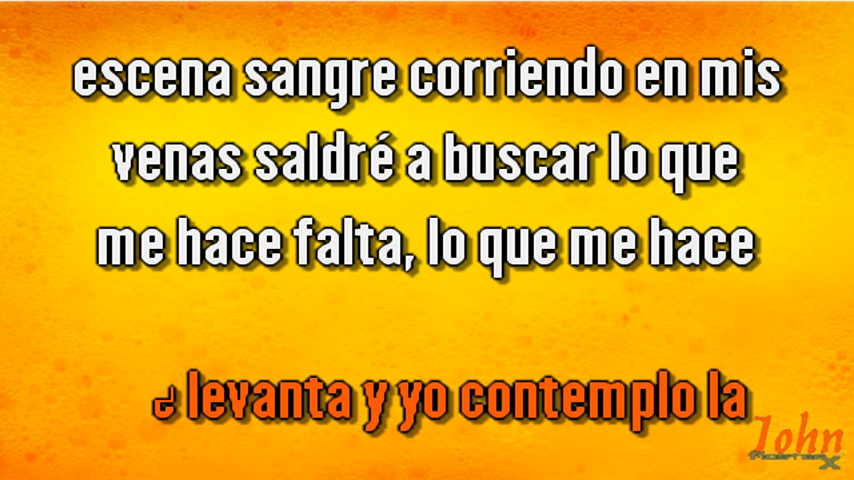 escena sangre corriendo en mis
venas saldré a buscar lo que
me hace falta, lo que me hace
levanta y yo contemplo la
John